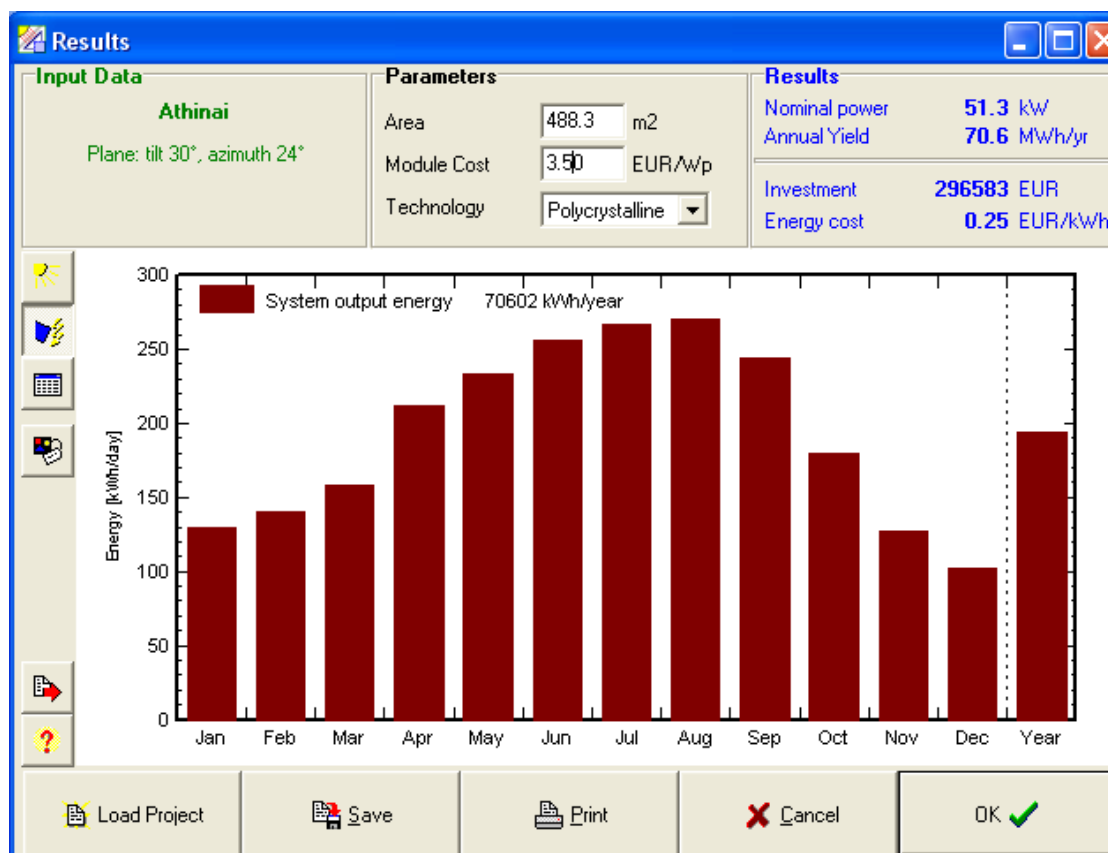 Results
Input Data
Athinai
Plane: tilt 30°, azimuth 24°
Parameters
Area 488.3 m2
Module Cost 3.50 EUR/Wp
Technology Polycrystalline
Results
Nominal power 51.3 kW
Annual Yield 70.6 MWh/yr
Investment 296583 EUR
Energy cost 0.25 EUR/kWh
System output energy 70602 kWh/year
Energy [kWh/day]
300
250
200
150
100
50
0
Jan Feb Mar Apr May Jun Jul Aug Sep Oct Nov Dec Year
?
Load Project Save Print Cancel OK